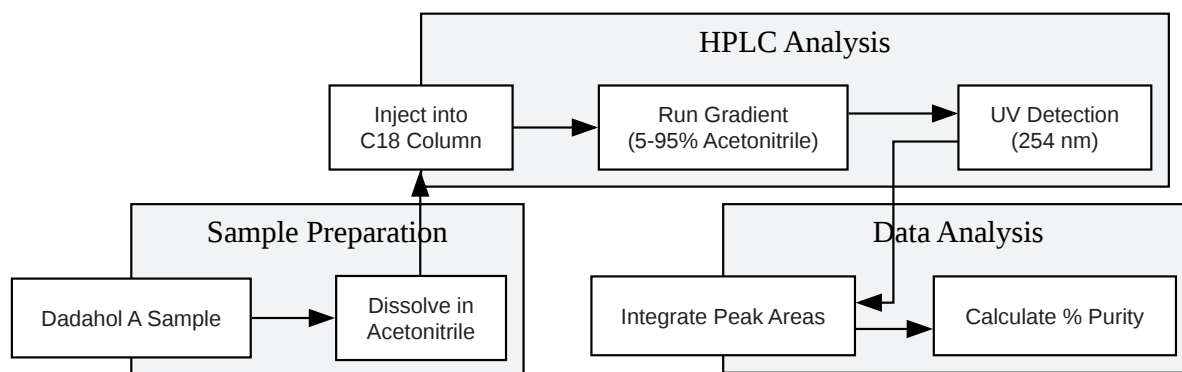 HPLC Analysis
Inject into
C18 Column
Run Gradient
(5-95% Acetonitrile)
UV Detection
(254 nm)
Sample Preparation
Dadahol A Sample
Dissolve in
Acetonitrile
Data Analysis
Integrate Peak Areas
Calculate % Purity